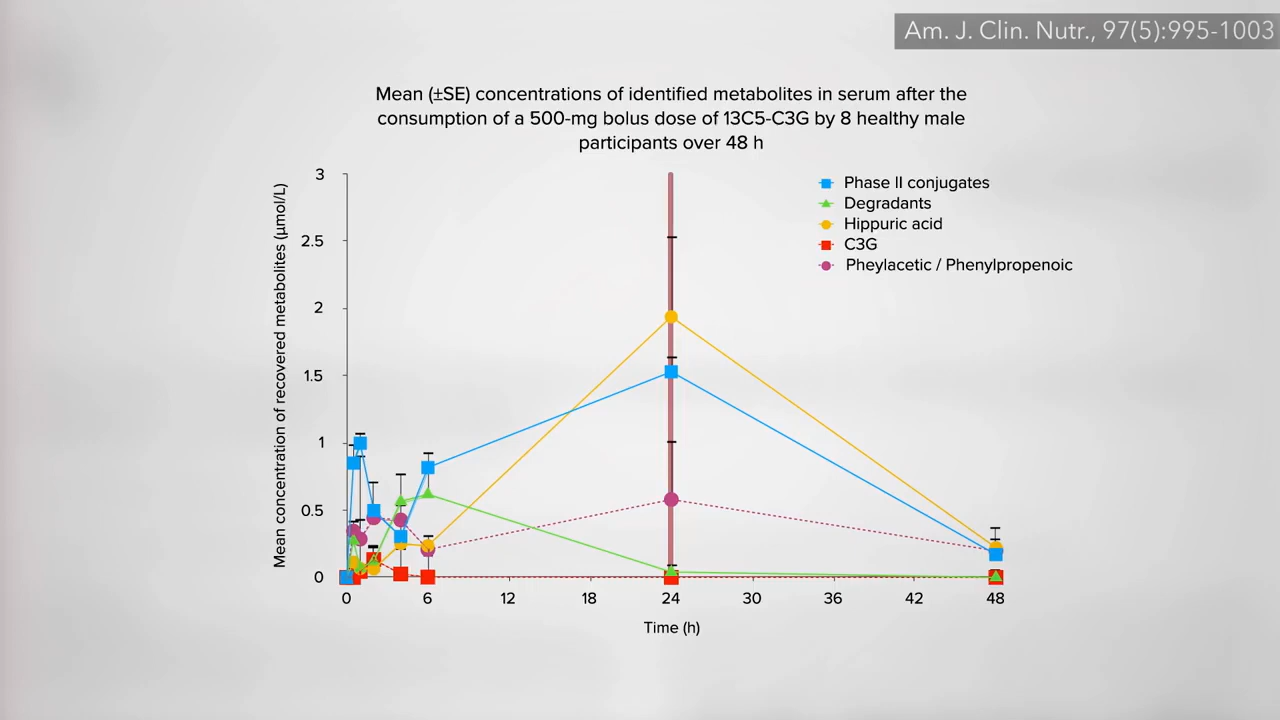 Am. J. Clin. Nutr., 97(5):995-1003
Mean (±SE) concentrations of identified metabolites in serum after the
consumption of a 500-mg bolus dose of 13C5-C3G by 8 healthy male
participants over 48 h
Mean concentration of recovered metabolites (µmol/L)
3
2.5
2
1.5
1
0.5
0
Phase II conjugates
Degradants
Hippuric acid
C3G
Pheylacetic / Phenylpropenoic
0 6 12 18 24 30 36 42 48
Time (h)